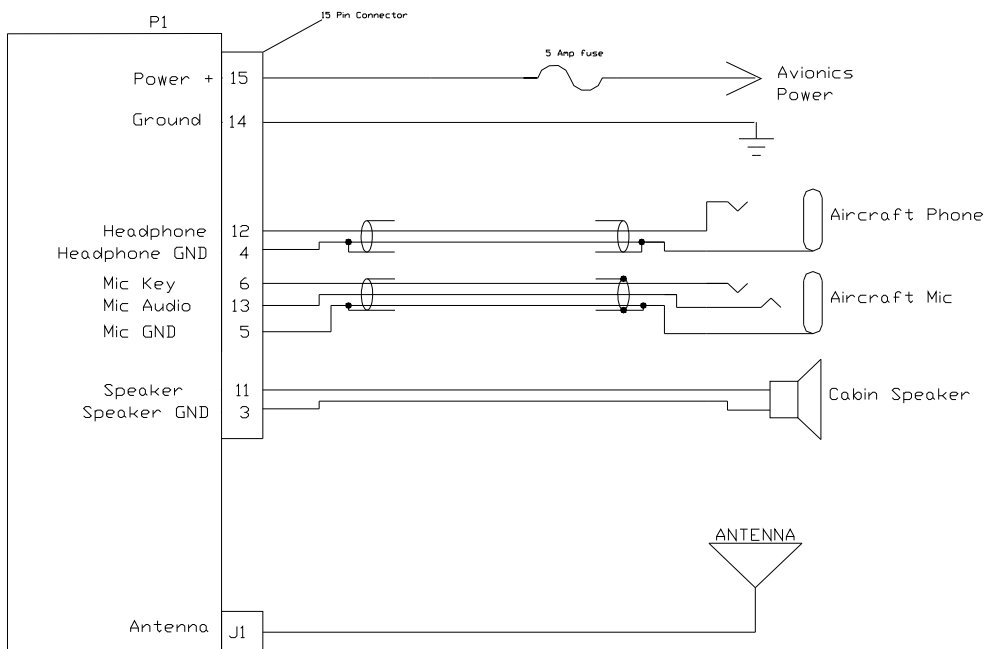 P1
15 Pin Connector
5 Amp fuse
Power + 15
Avionics
Power
Ground 14
Headphone 12
Aircraft Phone
Headphone GND 4
Mic Key 6
Mic Audio 13
Aircraft Mic
Mic GND 5
Speaker 11
Cabin Speaker
Speaker GND 3
ANTENNA
Antenna J1